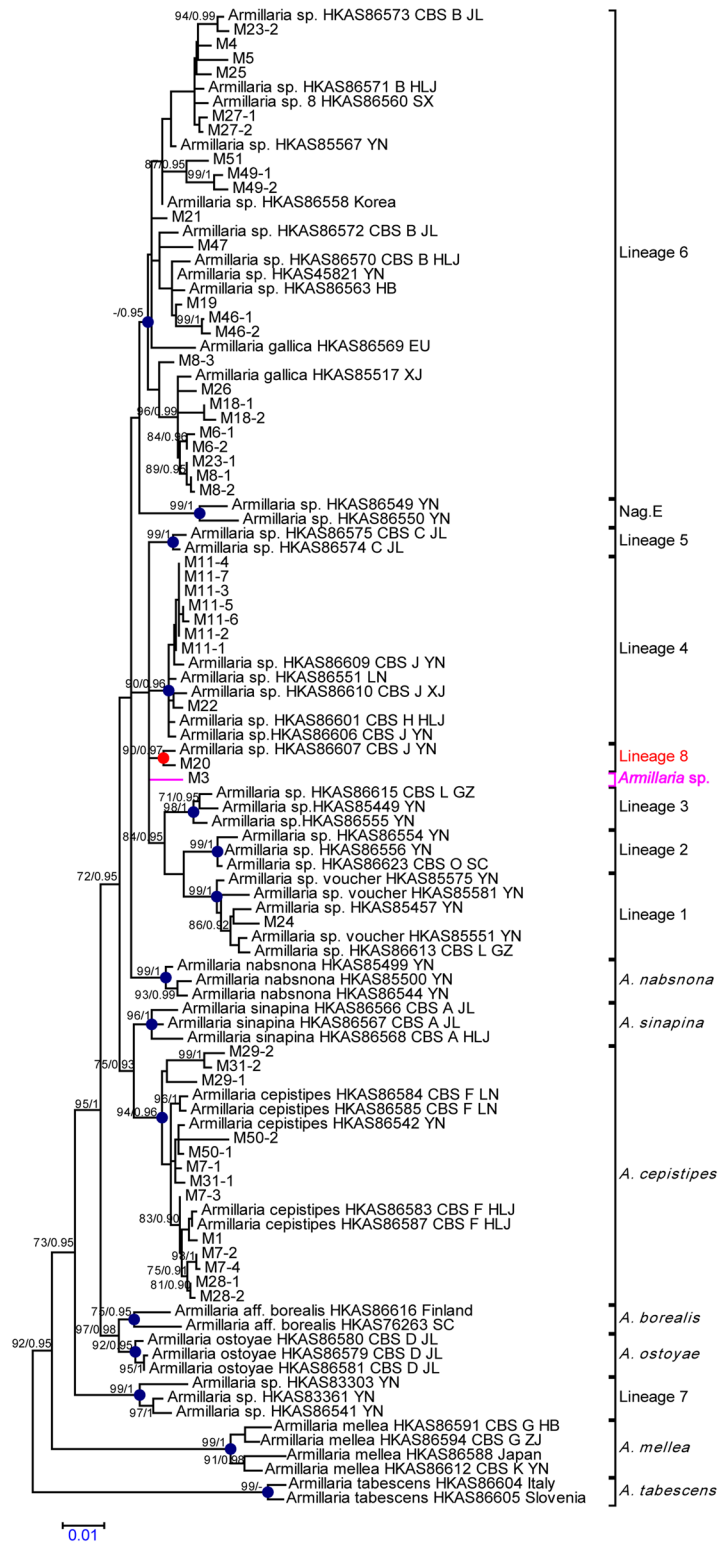 94/0.99
Armillaria sp. HKAS86573 CBS B JL
M23-2
M4
M5
M25
Armillaria sp. HKAS86571 B HLJ
Armillaria sp. 8 HKAS86560 SX
M27-1
M27-2
Armillaria sp. HKAS85567 YN
87/0.95
M51
99/1
M49-1
M49-2
Armillaria sp. HKAS86558 Korea
M21
Armillaria sp. HKAS86572 CBS B JL
M47
Lineage 6
Armillaria sp. HKAS86570 CBS B HLJ
Armillaria sp. HKAS45821 YN
Armillaria sp. HKAS86563 HB
M19
-/0.95
99/1
M46-1
M46-2
Armillaria gallica HKAS86569 EU
M8-3
Armillaria gallica HKAS85517 XJ
M26
96/0.99
M18-1
M18-2
84/0.96
M6-1
M6-2
M23-1
89/0.95
M8-1
M8-2
99/1
Armillaria sp. HKAS86549 YN
Armillaria sp. HKAS86550 YN
Nag.E
99/1
Armillaria sp. HKAS86575 CBS C JL
Armillaria sp. HKAS86574 C JL
Lineage 5
M11-4
M11-7
M11-3
M11-5
M11-6
M11-2
M11-1
Lineage 4
Armillaria sp. HKAS86609 CBS J YN
Armillaria sp. HKAS86551 LN
90/0.96
Armillaria sp. HKAS86610 CBS J XJ
M22
Armillaria sp. HKAS86601 CBS H HLJ
Armillaria sp.HKAS86606 CBS J YN
90/0.97
Armillaria sp. HKAS86607 CBS J YN
M20
Lineage 8
M3
Armillaria sp.
71/0.95
Armillaria sp. HKAS86615 CBS L GZ
98/1
Armillaria sp.HKAS85449 YN
Armillaria sp.HKAS86555 YN
Lineage 3
84/0.95
Armillaria sp. HKAS86554 YN
99/1
Armillaria sp. HKAS86556 YN
Armillaria sp. HKAS86623 CBS O SC
Lineage 2
Armillaria sp. voucher HKAS85575 YN
99/1
Armillaria sp. voucher HKAS85581 YN
Armillaria sp. HKAS85457 YN
86/0.92
M24
Armillaria sp. voucher HKAS85551 YN
Armillaria sp. HKAS86613 CBS L GZ
Lineage 1
72/0.95
99/1
Armillaria nabsnona HKAS85499 YN
Armillaria nabsnona HKAS85500 YN
93/0.99
Armillaria nabsnona HKAS86544 YN
A. nabsnona
96/1
Armillaria sinapina HKAS86566 CBS A JL
Armillaria sinapina HKAS86567 CBS A JL
Armillaria sinapina HKAS86568 CBS A HLJ
A. sinapina
75/0.93
99/1
M29-2
M31-2
M29-1
96/1
Armillaria cepistipes HKAS86584 CBS F LN
94/0.96
Armillaria cepistipes HKAS86585 CBS F LN
Armillaria cepistipes HKAS86542 YN
M50-2
M50-1
M7-1
M31-1
A. cepistipes
M7-3
83/0.90
Armillaria cepistipes HKAS86583 CBS F HLJ
Armillaria cepistipes HKAS86587 CBS F HLJ
M1
98/1
M7-2
75/0.91
M7-4
81/0.90
M28-1
M28-2
95/1
75/0.95
Armillaria aff. borealis HKAS86616 Finland
Armillaria aff. borealis HKAS76263 SC
A. borealis
97/0.98
92/0.95
Armillaria ostoyae HKAS86580 CBS D JL
Armillaria ostoyae HKAS86579 CBS D JL
95/1
Armillaria ostoyae HKAS86581 CBS D JL
A. ostoyae
73/0.95
99/1
Armillaria sp. HKAS83303 YN
Armillaria sp. HKAS83361 YN
97/1
Armillaria sp. HKAS86541 YN
Lineage 7
92/0.95
Armillaria mellea HKAS86591 CBS G HB
99/1
Armillaria mellea HKAS86594 CBS G ZJ
91/0.98
Armillaria mellea HKAS86588 Japan
Armillaria mellea HKAS86612 CBS K YN
A. mellea
99/-
Armillaria tabescens HKAS86604 Italy
Armillaria tabescens HKAS86605 Slovenia
A. tabescens
0.01